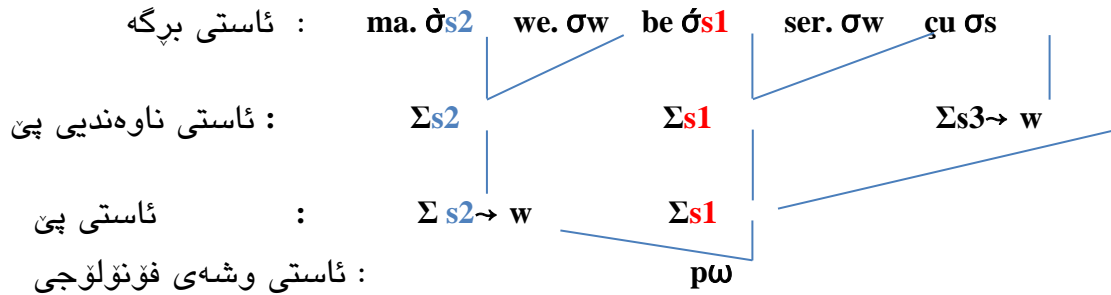 ئاستی بڕگە : ma. σ̀s2 we. σw be σ́s1 ser. σw çu σs
ئاستی ناوەندیی پێ : Σs2 Σs1 Σs3→ w
ئاستی پێ : Σ s2→ w Σs1
ئاستی وشەی فۆنۆلۆجی : pω